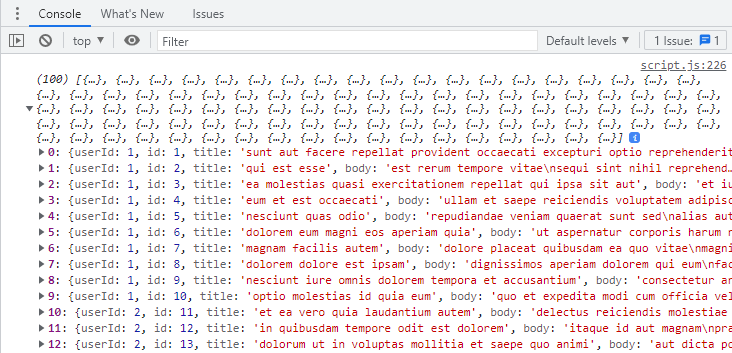 Console What's New Issues
top ▼ Filter Default levels ▼ 1 Issue: 1
script.js:226
(100) [{…}, {…}, {…}, {…}, {…}, {…}, {…}, {…}, {…}, {…}, {…}, {…}, {…}, {…}, {…}, {…}, {…}, {…}, {…},
{…}, {…}, {…}, {…}, {…}, {…}, {…}, {…}, {…}, {…}, {…}, {…}, {…}, {…}, {…}, {…}, {…}, {…}, {…}, {…}, {…},
{…}, {…}, {…}, {…}, {…}, {…}, {…}, {…}, {…}, {…}, {…}, {…}, {…}, {…}, {…}, {…}, {…}, {…}, {…}, {…}, {…},
{…}, {…}, {…}, {…}, {…}, {…}, {…}, {…}, {…}, {…}, {…}, {…}, {…}, {…}, {…}, {…}, {…}, {…}, {…}, {…}, {…},
{…}, {…}, {…}, {…}, {…}, {…}, {…}, {…}, {…}, {…}, {…}, {…}, {…}, {…}, {…}, {…}, {…}, {…}] i
0: {userId: 1, id: 1, title: 'sunt aut facere repellat provident occaecati excepturi optio reprehenderit
1: {userId: 1, id: 2, title: 'qui est esse', body: 'est rerum tempore vitae\nsequi sint nihil reprehend…
2: {userId: 1, id: 3, title: 'ea molestias quasi exercitationem repellat qui ipsa sit aut', body: 'et iu
3: {userId: 1, id: 4, title: 'eum et est occaecati', body: 'ullam et saepe reiciendis voluptatem adipisc
4: {userId: 1, id: 5, title: 'nesciunt quas odio', body: 'repudiandae veniam quaerat sunt sed\nalias aut
5: {userId: 1, id: 6, title: 'dolorem eum magni eos aperiam quia', body: 'ut aspernatur corporis harum n
6: {userId: 1, id: 7, title: 'magnam facilis autem', body: 'dolore placeat quibusdam ea quo vitae\nmagni
7: {userId: 1, id: 8, title: 'dolorem dolore est ipsam', body: 'dignissimos aperiam dolorem qui eum\nfac
8: {userId: 1, id: 9, title: 'nesciunt iure omnis dolorem tempora et accusantium', body: 'consectetur an
9: {userId: 1, id: 10, title: 'optio molestias id quia eum', body: 'quo et expedita modi cum officia vel
10: {userId: 2, id: 11, title: 'et ea vero quia laudantium autem', body: 'delectus reiciendis molestiae
11: {userId: 2, id: 12, title: 'in quibusdam tempore odit est dolorem', body: 'itaque id aut magnam\npra
12: {userId: 2, id: 13, title: 'dolorum ut in voluptas mollitia et saepe quo animi', body: 'aut dicta po